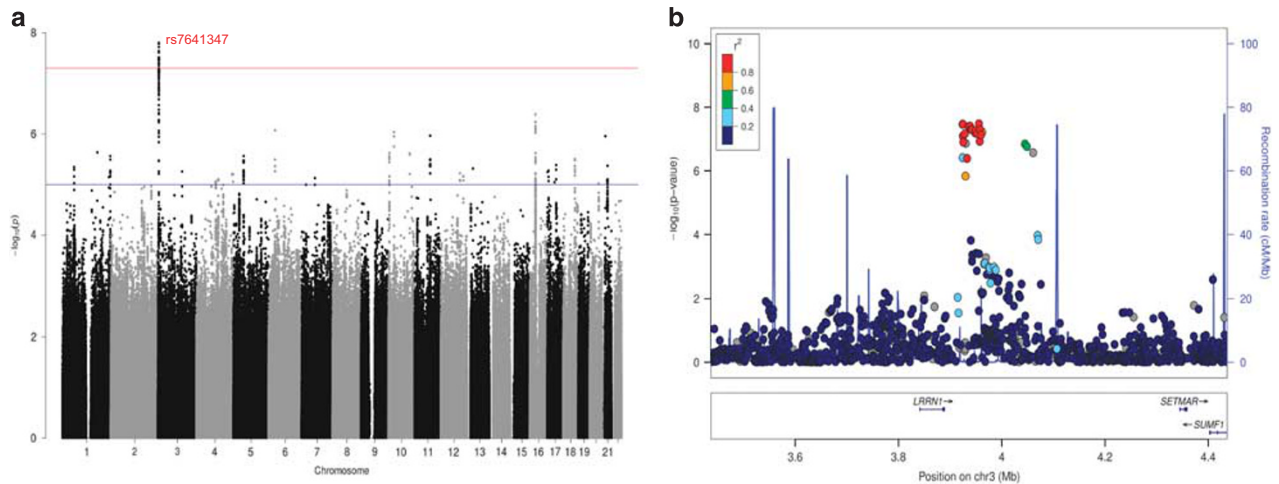 a
8
6
4
2
0
−log₁₀(p)
rs7641347
1 2 3 4 5 6 7 8 9 10 11 12 13 14 15 16 17 18 19 21
Chromosome
b
10
8
6
4
2
0
−log₁₀(p−value)
r²
0.8
0.6
0.4
0.2
100
80
60
40
20
0
Recombination rate (cM/Mb)
LRRN1→
SETMAR→
←SUMF1
3.6 3.8 4 4.2 4.4
Position on chr3 (Mb)